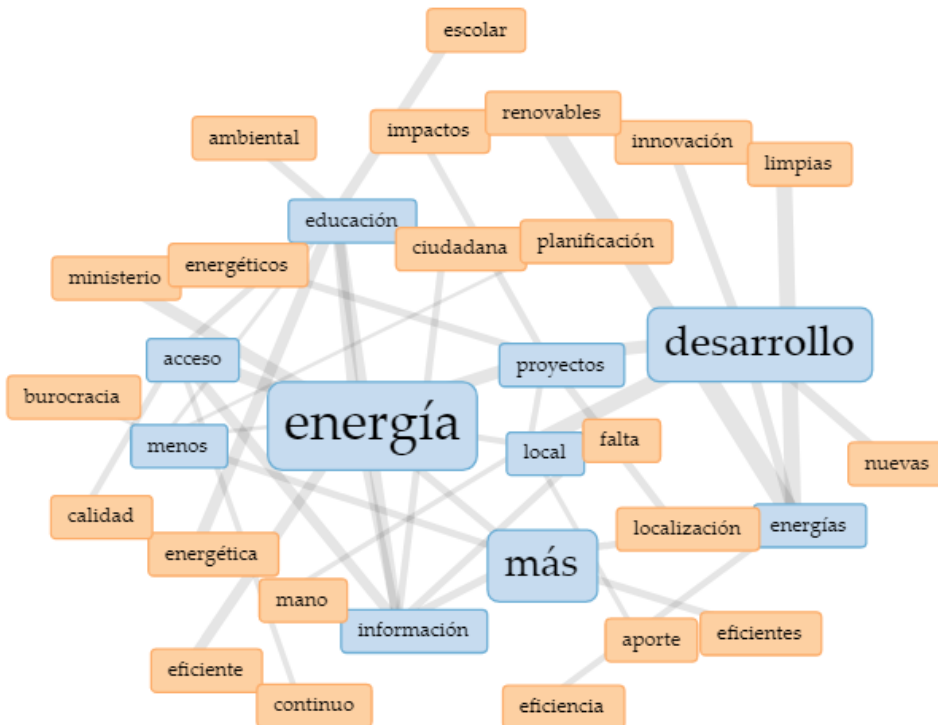 escolar
renovables
impactos
ambiental
innovación
limpias
educación
ciudadana
planificación
energéticos
ministerio
desarrollo
acceso
proyectos
burocracia
energía
menos
local
falta
nuevas
calidad
localización
energías
energética
más
mano
información
aporte
eficientes
eficiente
continuo
eficiencia